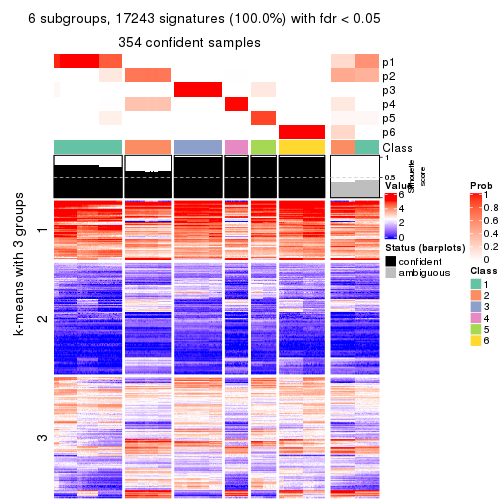 6 subgroups, 17243 signatures (100.0%) with fdr < 0.05
354 confident samples
p1
p2
p3
p4
p5
p6
Class
1
0.5
0
Silhouette
score
k-means with 3 groups
1
2
3
Value
6
4
2
0
Status (barplots)
confident
ambiguous
Prob
1
0.8
0.6
0.4
0.2
0
Class
1
2
3
4
5
6